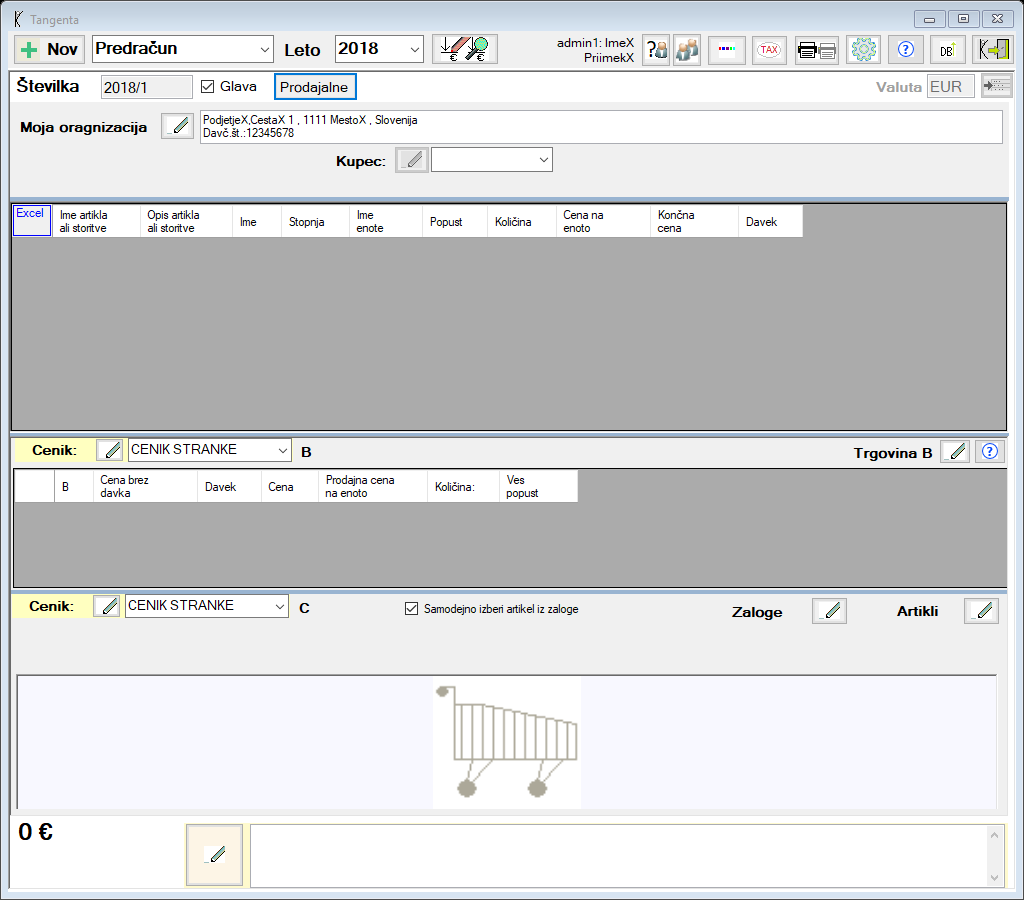 Tangenta
Nov Predračun Leto 2018 admin1: ImeX
PriimekX
TAX DB
Številka 2018/1 Glava Prodajalne Valuta EUR
Moja oragnizacija PodjetjeX,CestaX 1 , 1111 MestoX , Slovenija
Davč.št.:12345678
Kupec:
Excel Ime artikla ali storitve Opis artikla ali storitve Ime Stopnja Ime enote Popust Količina Cena na enoto Končna cena Davek
Cenik: CENIK STRANKE B Trgovina B
B Cena brez davka Davek Cena Prodajna cena na enoto Količina: Ves popust
Cenik: CENIK STRANKE C Samodejno izberi artikel iz zaloge Zaloge Artikli
0 €